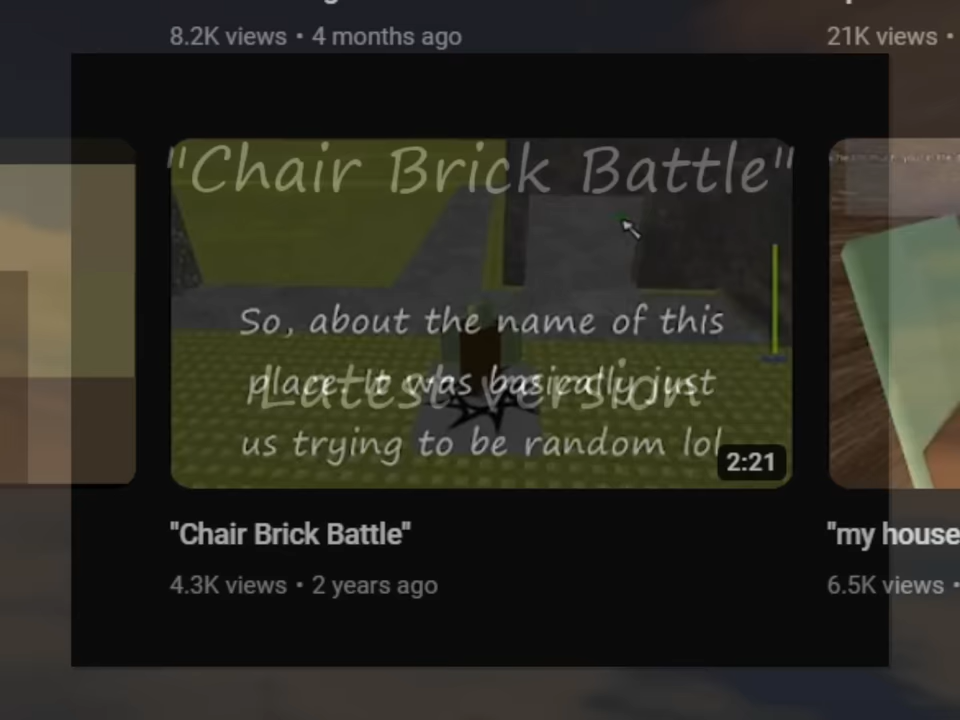 8.2K views • 4 months ago
21K views •
"Chair Brick Battle"
So, about the name of this
place. It was basically just
Latest version
us trying to be random lol
2:21
"Chair Brick Battle"
"my house
4.3K views • 2 years ago
6.5K views •